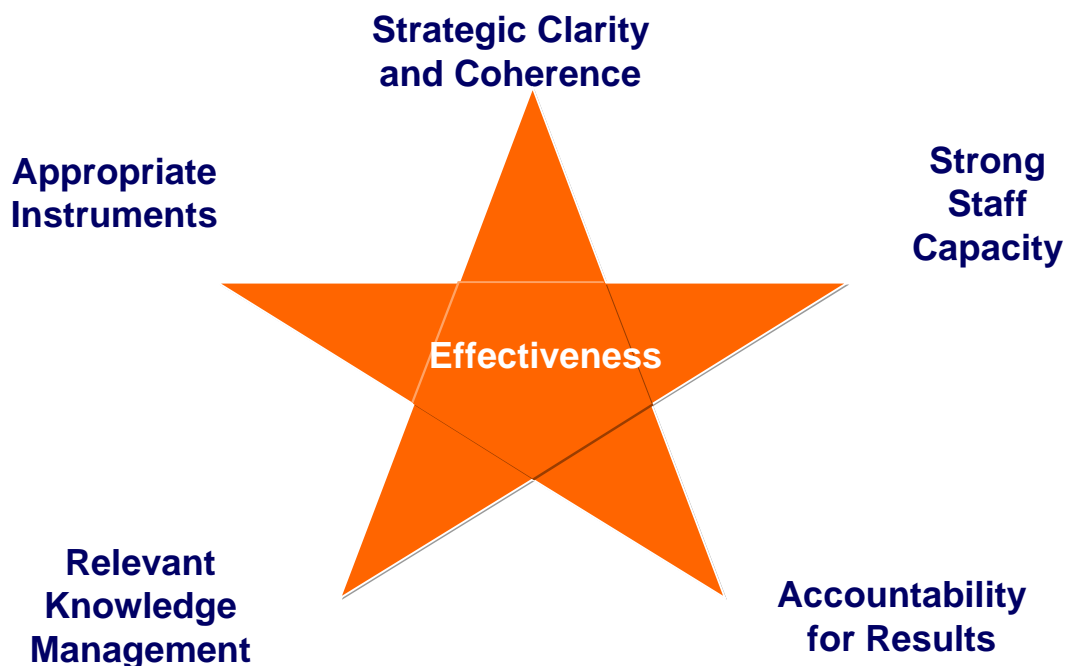 Strategic Clarity
and Coherence
Appropriate
Instruments
Strong
Staff
Capacity
Effectiveness
Relevant
Knowledge
Management
Accountability
for Results